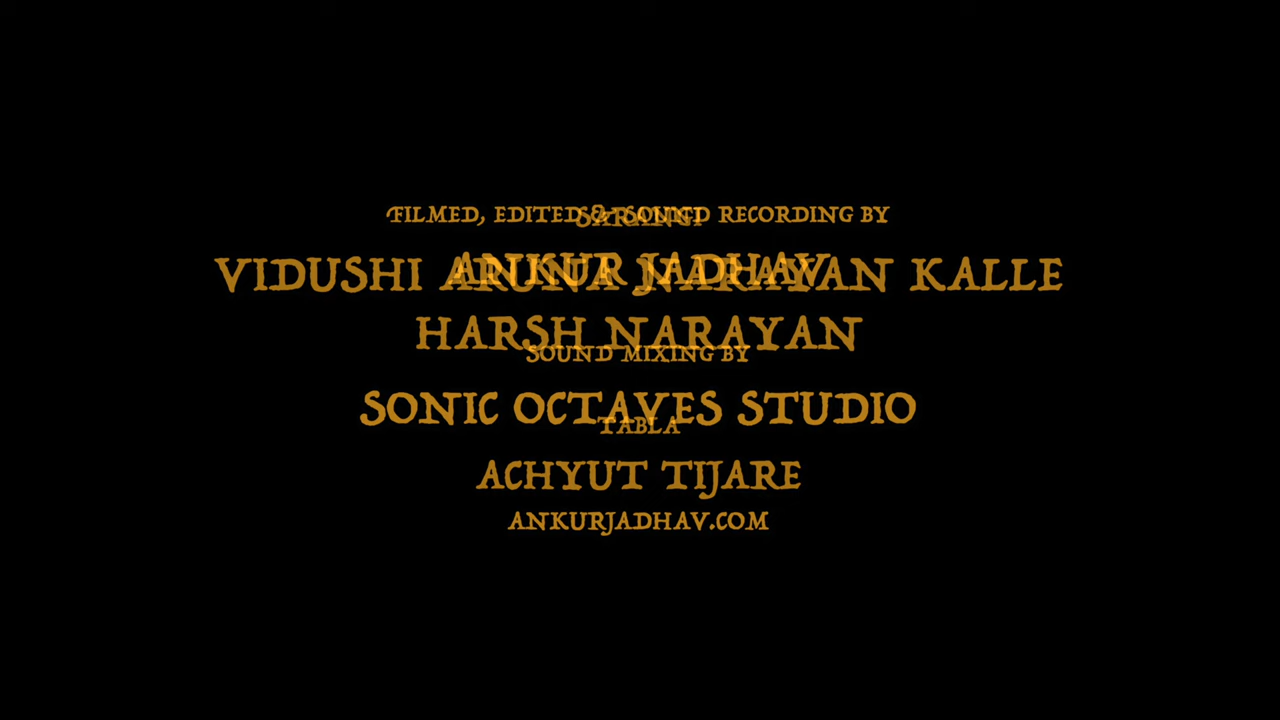 FILMED, EDITED & SOUND RECORDING BY
SARANGI
ANKUR JADHAV
VIDUSHI ARUNA NARAYAN KALLE
HARSH NARAYAN
SOUND MIXING BY
SONIC OCTAVES STUDIO
TABLA
ACHYUT TIJARE
ANKURJADHAV.COM